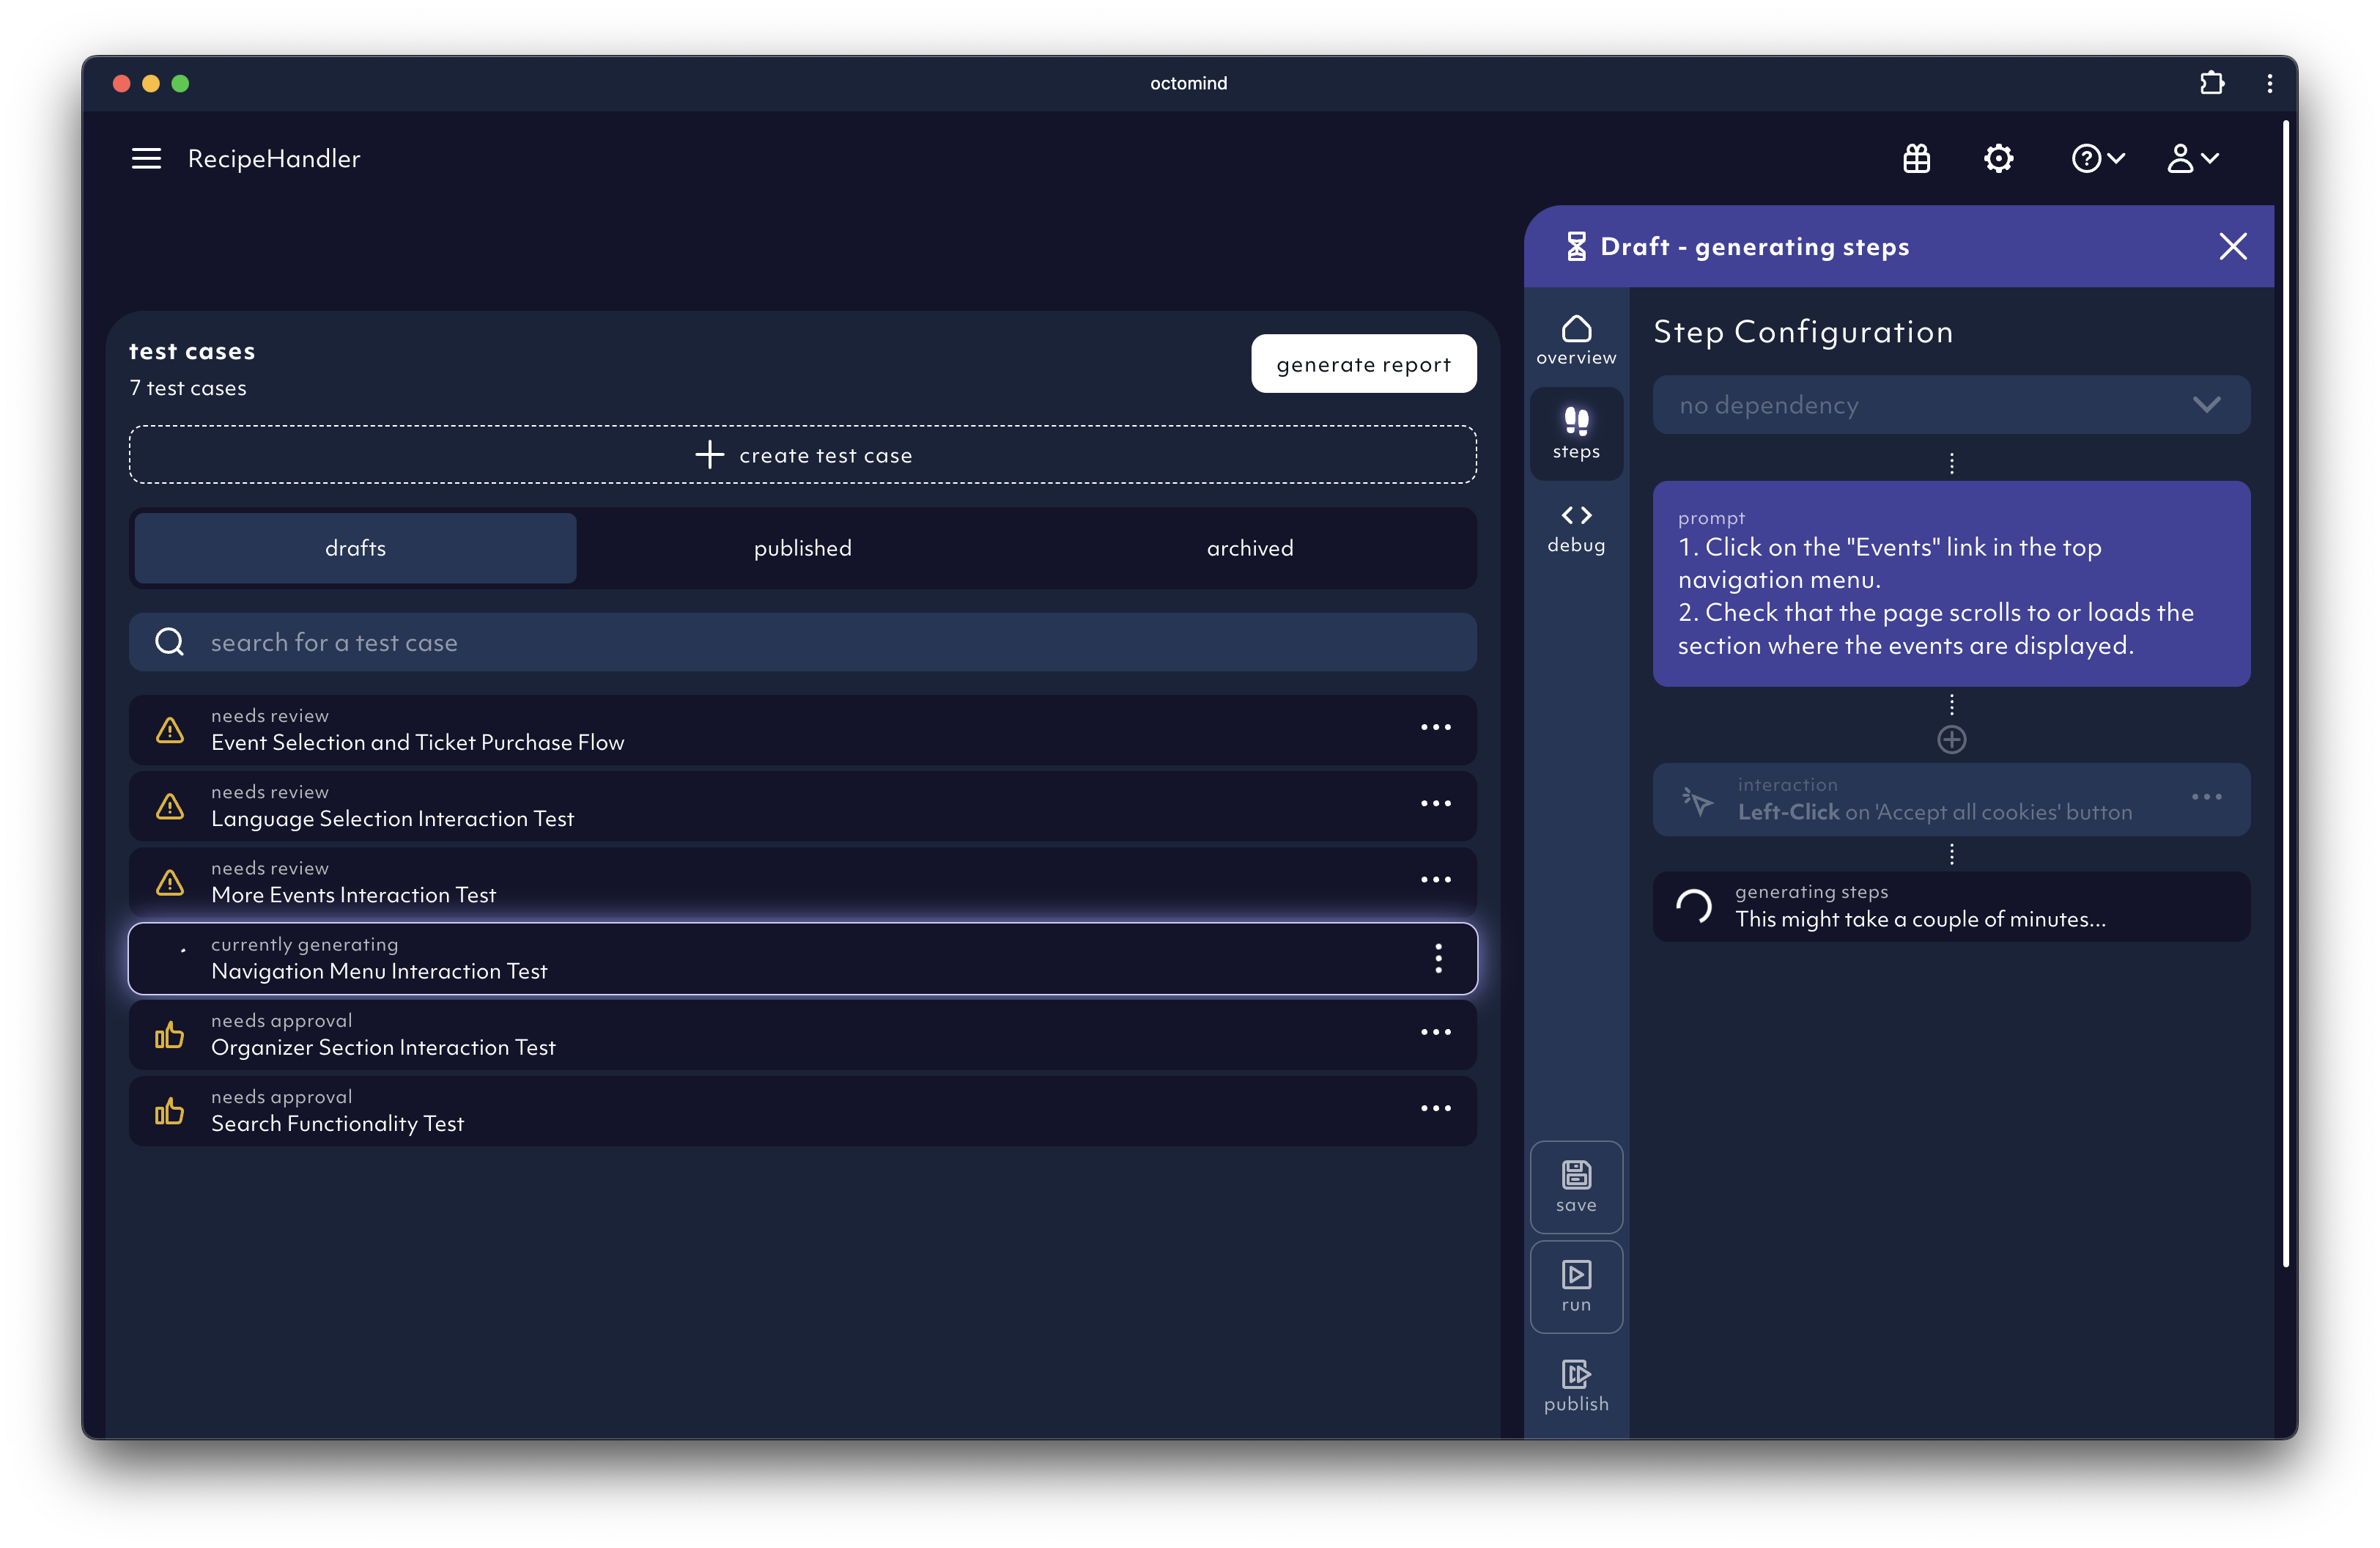 octomind
RecipeHandler
test cases
7 test cases
generate report
create test case
drafts
published
archived
search for a test case
needs review
Event Selection and Ticket Purchase Flow
needs review
Language Selection Interaction Test
needs review
More Events Interaction Test
currently generating
Navigation Menu Interaction Test
needs approval
Organizer Section Interaction Test
needs approval
Search Functionality Test
Draft - generating steps
overview
steps
debug
save
run
publish
Step Configuration
no dependency
prompt
1. Click on the "Events" link in the top
navigation menu.
2. Check that the page scrolls to or loads the
section where the events are displayed.
interaction
Left-Click on 'Accept all cookies' button
generating steps
This might take a couple of minutes...